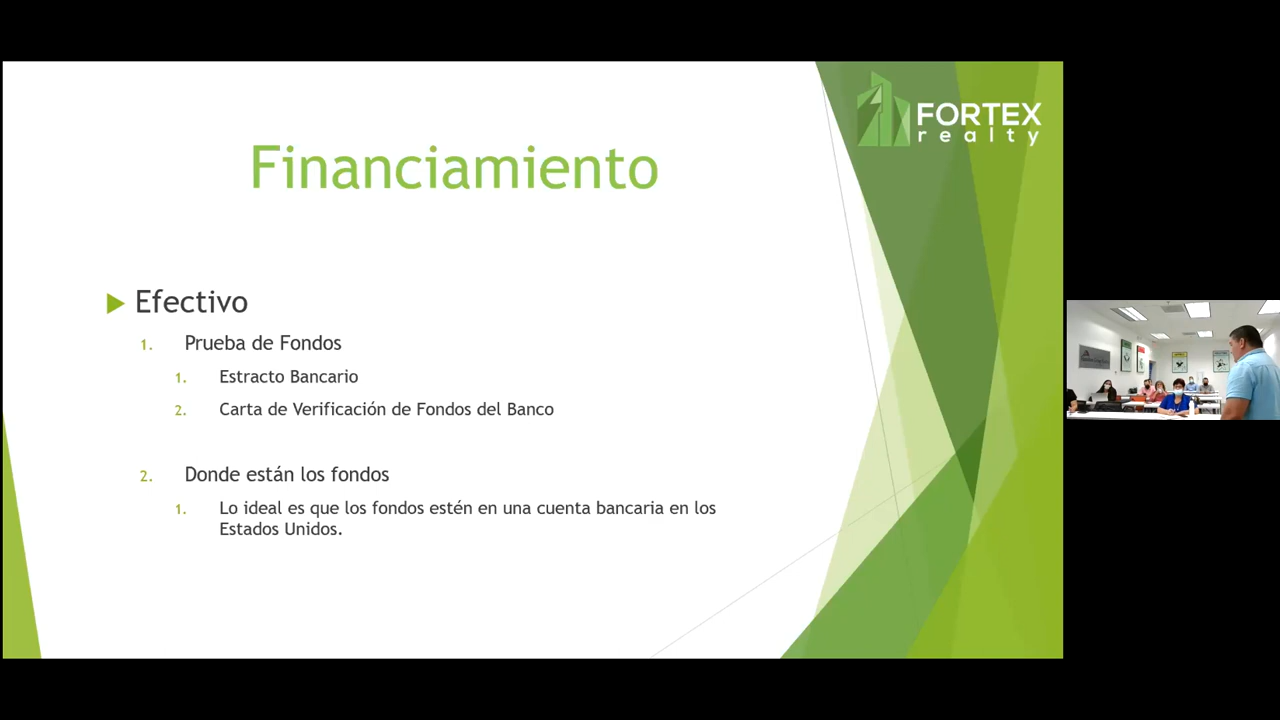 FORTEX
realty
Financiamiento
Efectivo
1. Prueba de Fondos
1. Estracto Bancario
2. Carta de Verificación de Fondos del Banco
2. Donde están los fondos
1. Lo ideal es que los fondos estén en una cuenta bancaria en los
Estados Unidos.